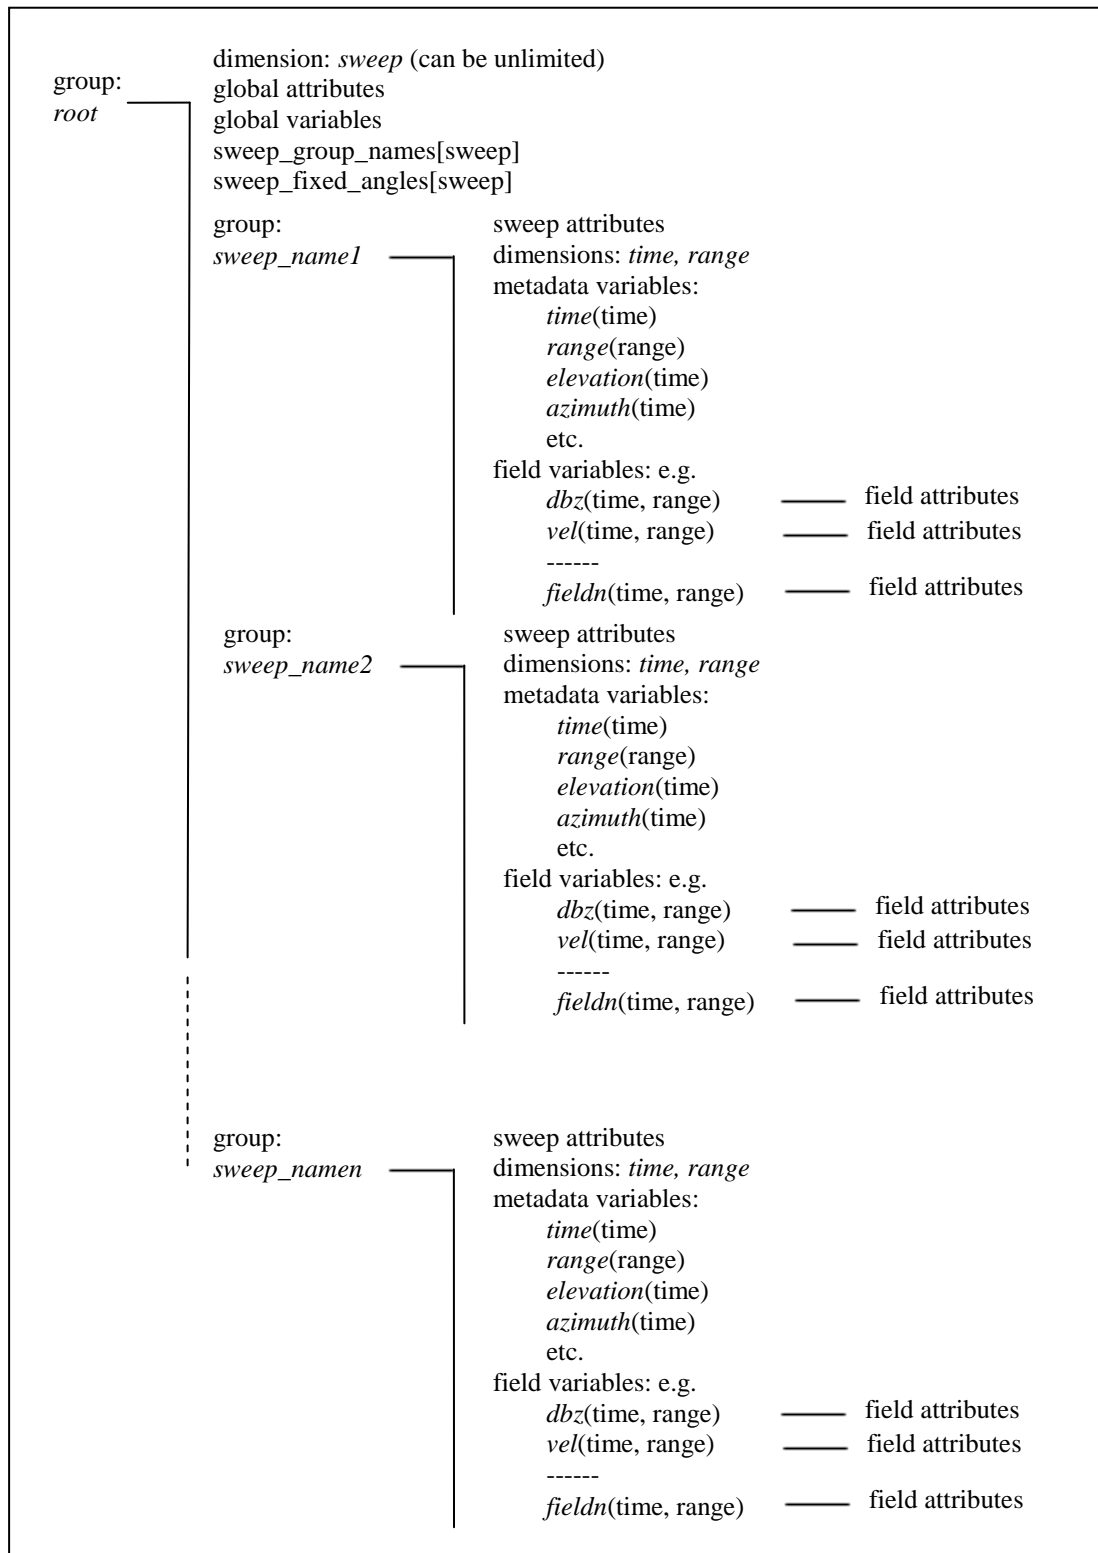 dimension: sweep (can be unlimited)
group:
root
global attributes
global variables
sweep_group_names[sweep]
sweep_fixed_angles[sweep]
group:
sweep_name1
sweep attributes
dimensions: time, range
metadata variables:
time(time)
range(range)
elevation(time)
azimuth(time)
etc.
field variables: e.g.
dbz(time, range) field attributes
vel(time, range) field attributes
------
fieldn(time, range) field attributes
group:
sweep_name2
sweep attributes
dimensions: time, range
metadata variables:
time(time)
range(range)
elevation(time)
azimuth(time)
etc.
field variables: e.g.
dbz(time, range) field attributes
vel(time, range) field attributes
------
fieldn(time, range) field attributes
group:
sweep_namen
sweep attributes
dimensions: time, range
metadata variables:
time(time)
range(range)
elevation(time)
azimuth(time)
etc.
field variables: e.g.
dbz(time, range) field attributes
vel(time, range) field attributes
------
fieldn(time, range) field attributes